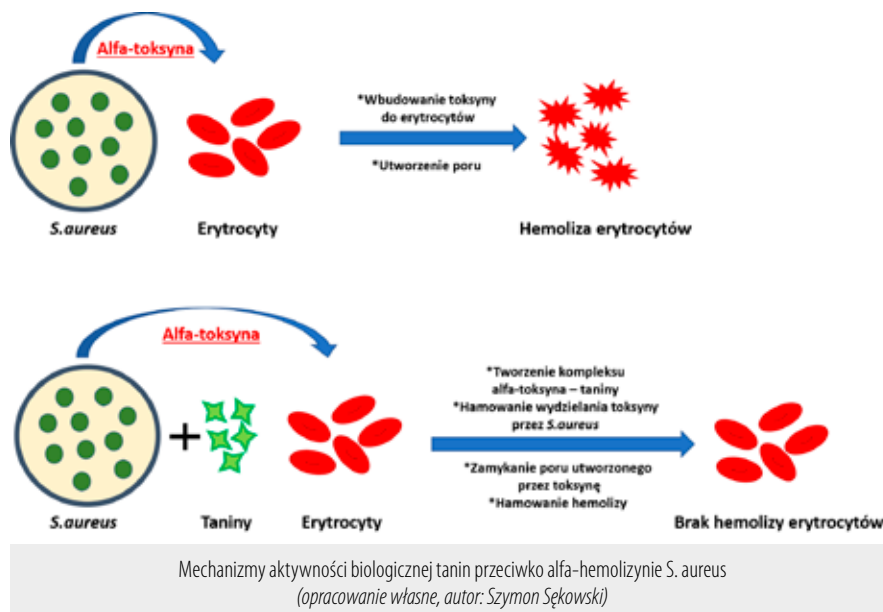 Alfa-toksyna
*Wbudowanie toksyny
do erytrocytów
*Utworzenie poru
S.aureus
Erytrocyty
Hemoliza erytrocytów
Alfa-toksyna
*Tworzenie kompleksu
alfa-toksyna – taniny
*Hamowanie wydzielania toksyny
przez S.aureus
+
*Zamykanie poru utworzonego
przez toksynę
*Hamowanie hemolizy
S.aureus
Taniny
Erytrocyty
Brak hemolizy erytrocytów
Mechanizmy aktywności biologicznej tanin przeciwko alfa-hemolizynie S. aureus
(opracowanie własne, autor: Szymon Sękowski)